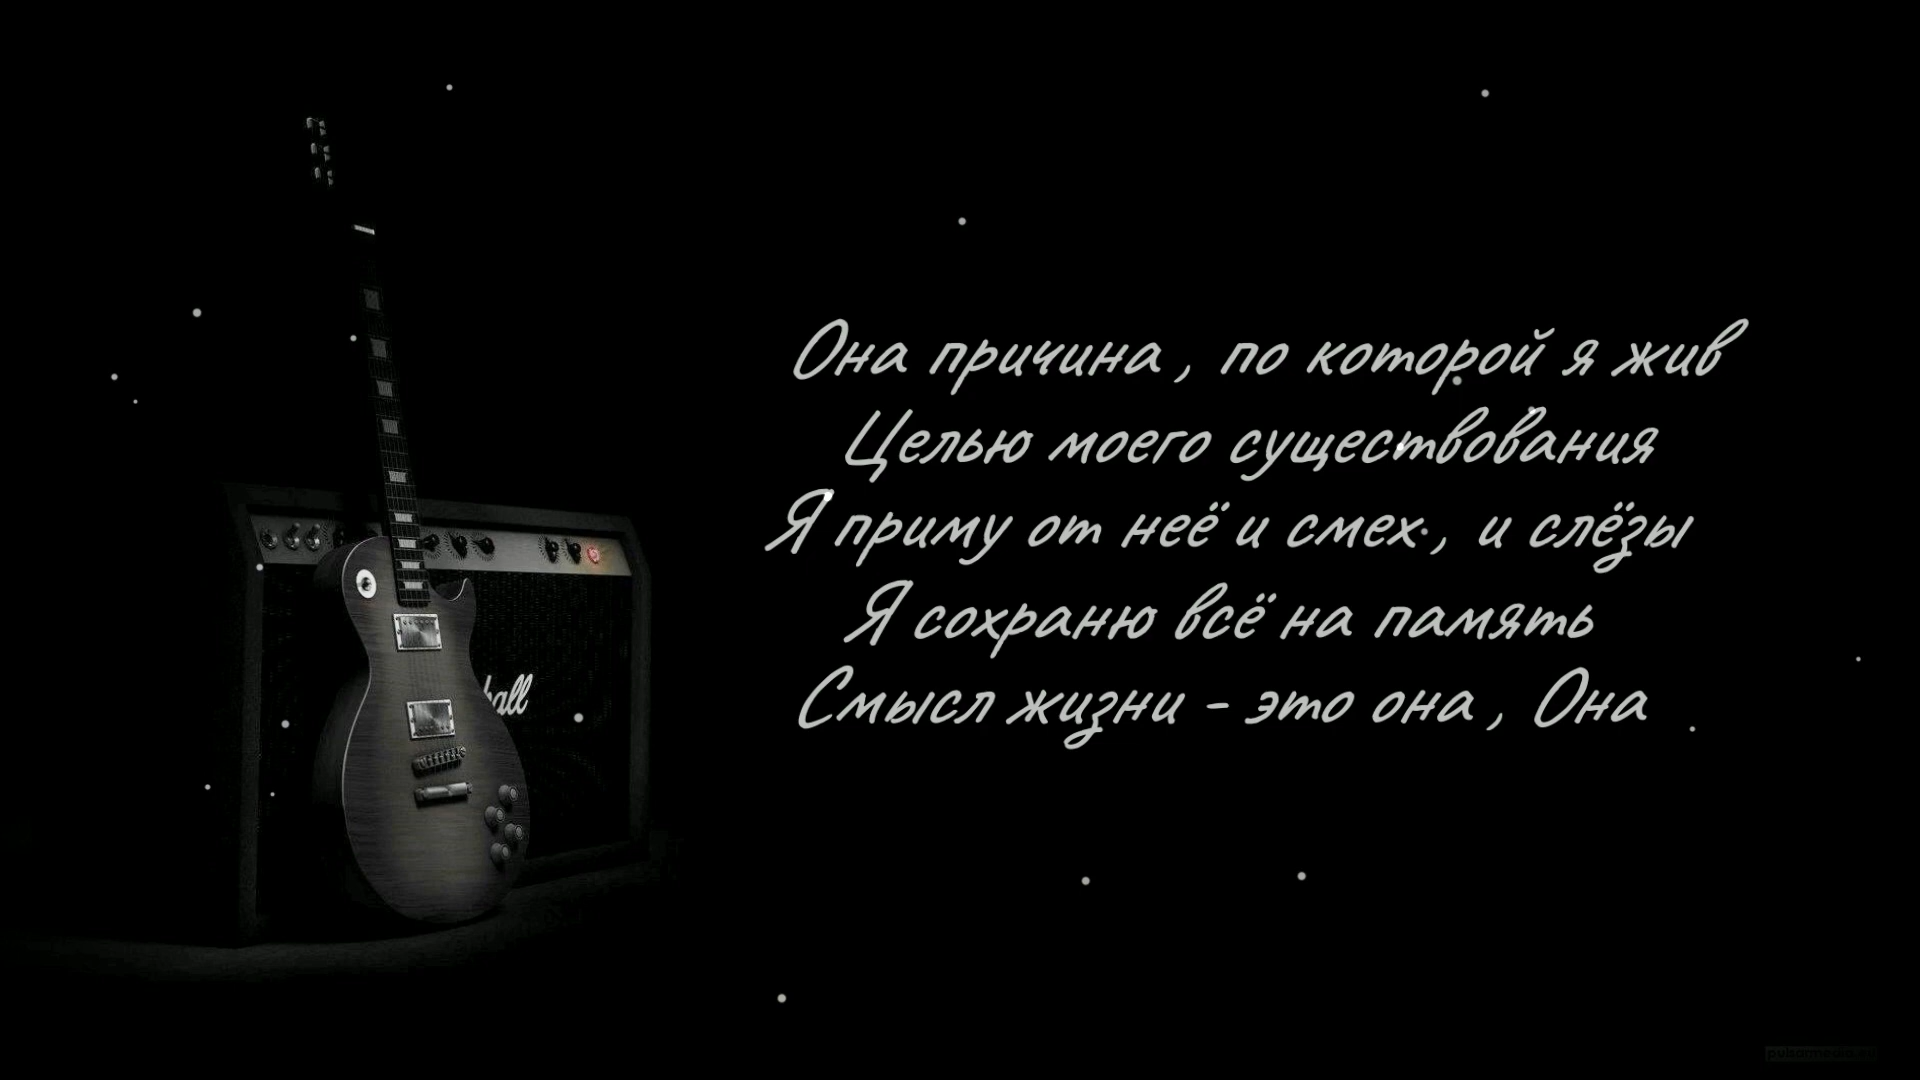 Она причина , по которой я жив
Целью моего существования
Я приму от неё и смех , и слёзы
Я сохраню всё на память
Смысл жизни - это она , Она
hall